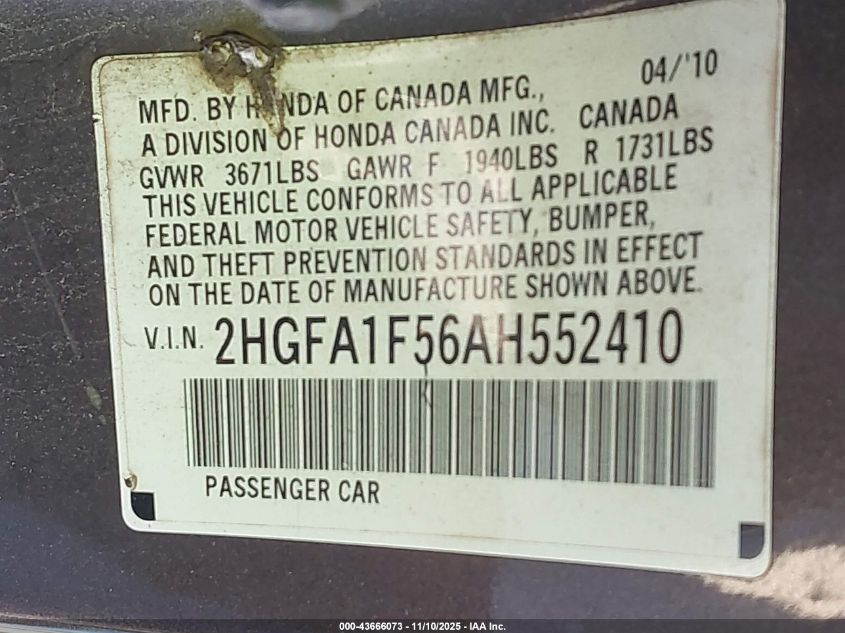 04/'10
MFD. BY HONDA OF CANADA MFG.,
A DIVISION OF HONDA CANADA INC. CANADA
GVWR 3671LBS GAWR F 1940LBS R 1731LBS
THIS VEHICLE CONFORMS TO ALL APPLICABLE
FEDERAL MOTOR VEHICLE SAFETY, BUMPER,
AND THEFT PREVENTION STANDARDS IN EFFECT
ON THE DATE OF MANUFACTURE SHOWN ABOVE.
V.I.N. 2HGFA1F56AH552410
PASSENGER CAR
000-43666073 - 11/10/2025 - IAA Inc.